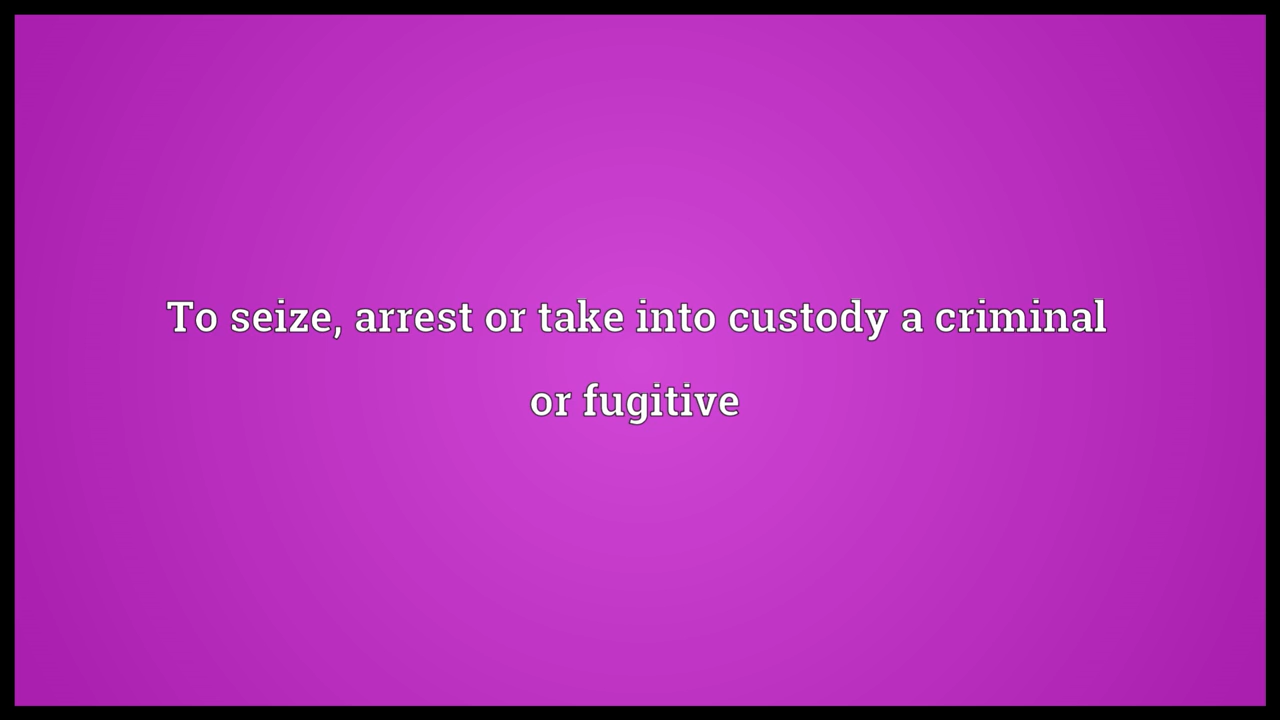 To seize, arrest or take into custody a criminal
or fugitive